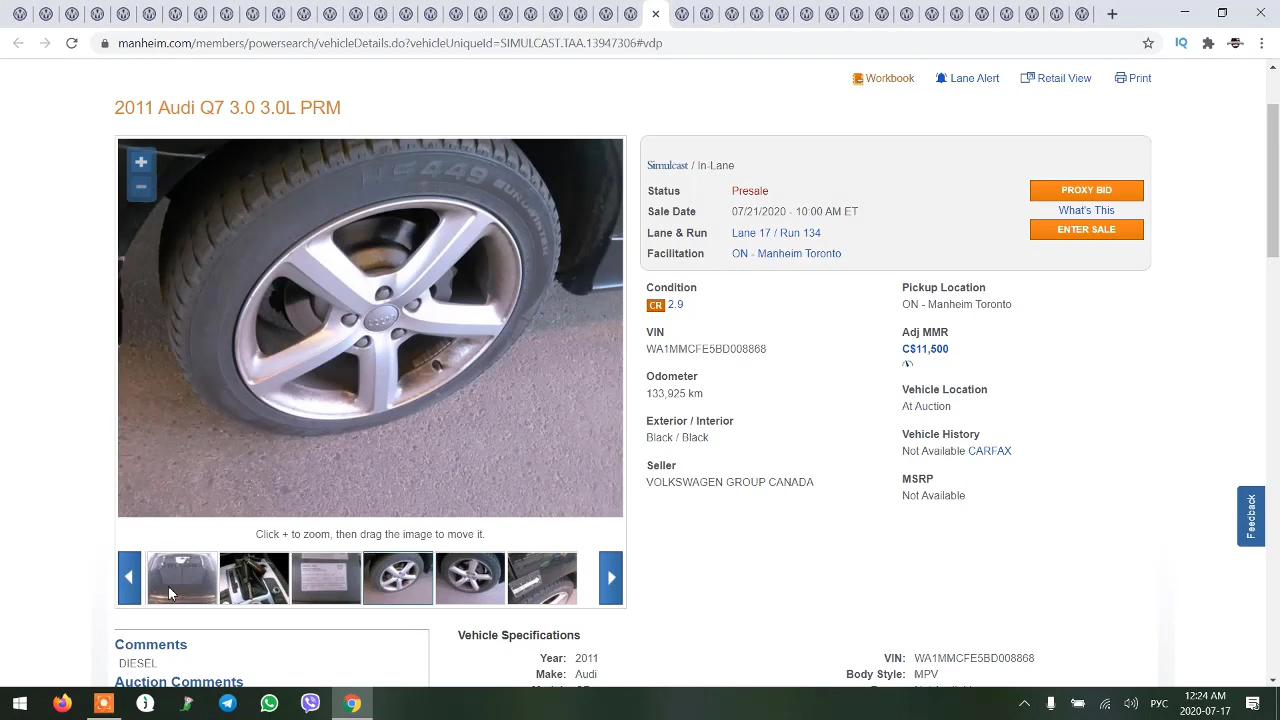 manheim.com/members/powersearch/vehicleDetails.do?vehicleUniqueId=SIMULCAST.TAA.13947306#vdp
IQ
Workbook
Lane Alert
Retail View
Print
2011 Audi Q7 3.0 3.0L PRM
449 EUROWINTER
Simulcast / In-Lane
Status Presale
PROXY BID
Sale Date 07/21/2020 - 10:00 AM ET
What's This
Lane & Run Lane 17 / Run 134
ENTER SALE
Facilitation ON - Manheim Toronto
Condition
CR 2.9
Pickup Location
ON - Manheim Toronto
VIN
WA1MMCFE5BD008868
Adj MMR
C$11,500
Odometer
133,925 km
Vehicle Location
At Auction
Exterior / Interior
Black / Black
Vehicle History
Not Available CARFAX
Seller
VOLKSWAGEN GROUP CANADA
MSRP
Not Available
Feedback
Click + to zoom, then drag the image to move it.
Comments
DIESEL
Auction Comments
Vehicle Specifications
Year: 2011
Make: Audi
VIN: WA1MMCFE5BD008868
Body Style: MPV
РУС
12:24 AM
2020-07-17